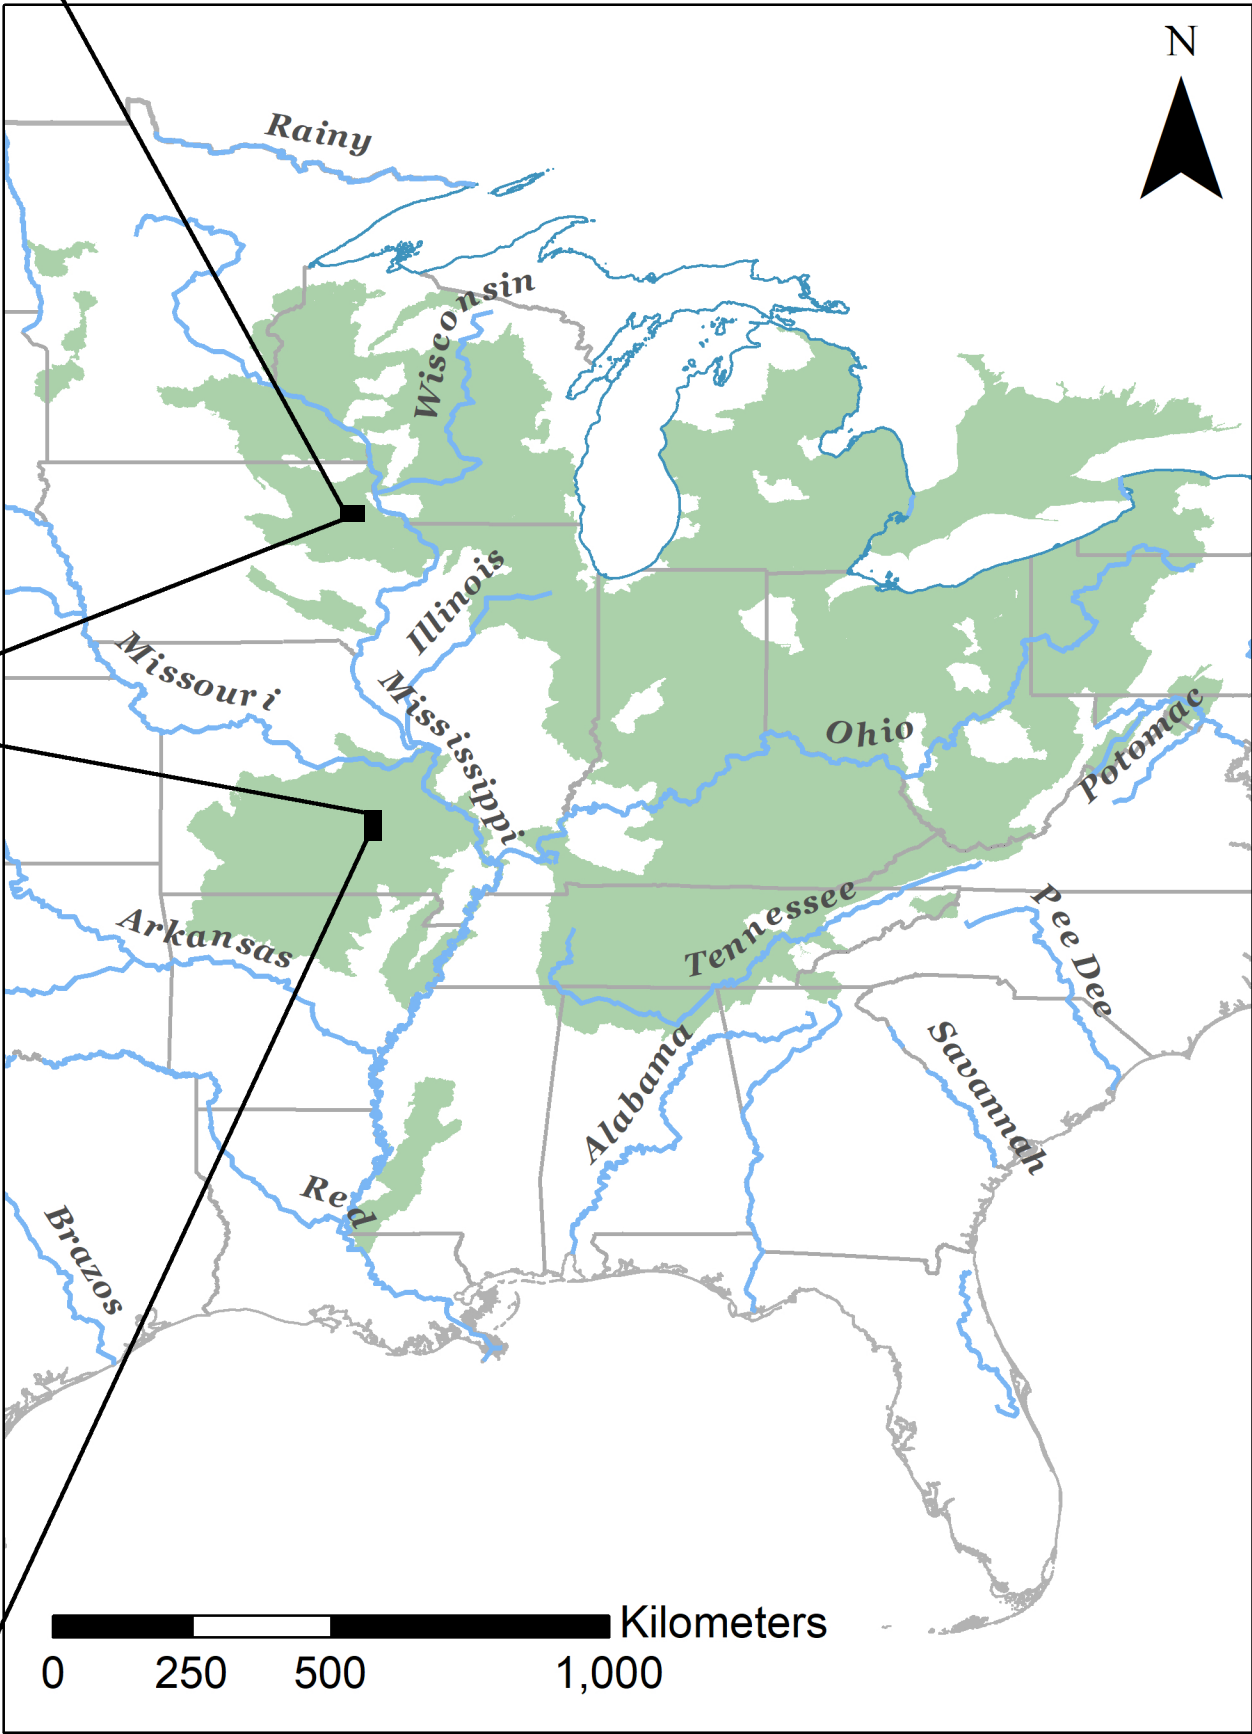 N
Rainy
Wisconsin
Illinois
Missouri
Mississippi
Ohio
Potomac
Arkansas
Tennessee
Pee Dee
Alabama
Savannah
Red
Brazos
Kilometers
0 250 500 1,000